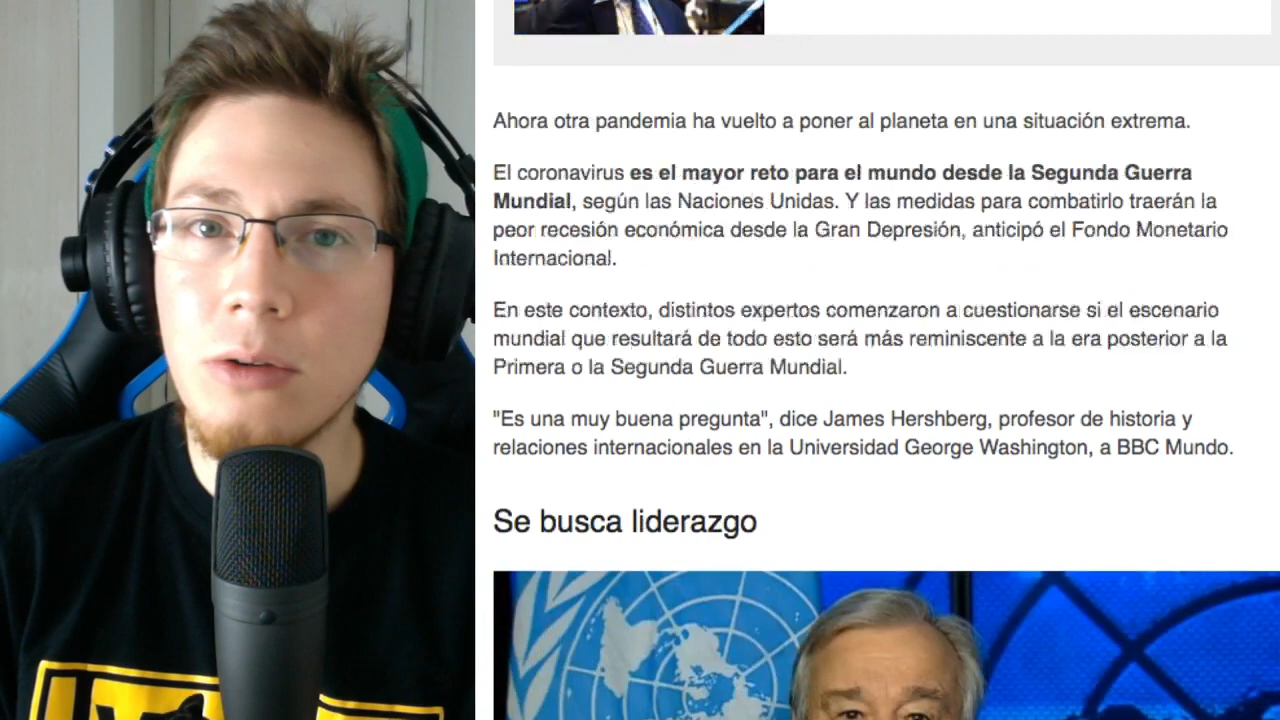 Ahora otra pandemia ha vuelto a poner al planeta en una situación extrema.
El coronavirus es el mayor reto para el mundo desde la Segunda Guerra
Mundial, según las Naciones Unidas. Y las medidas para combatirlo traerán la
peor recesión económica desde la Gran Depresión, anticipó el Fondo Monetario
Internacional.
En este contexto, distintos expertos comenzaron a cuestionarse si el escenario
mundial que resultará de todo esto será más reminiscente a la era posterior a la
Primera o la Segunda Guerra Mundial.
"Es una muy buena pregunta", dice James Hershberg, profesor de historia y
relaciones internacionales en la Universidad George Washington, a BBC Mundo.
Se busca liderazgo